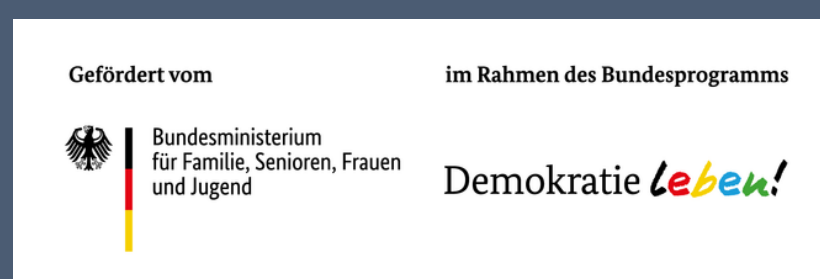 Gefördert vom
im Rahmen des Bundesprogramms
Bundesministerium
für Familie, Senioren, Frauen
und Jugend
Demokratie leben!